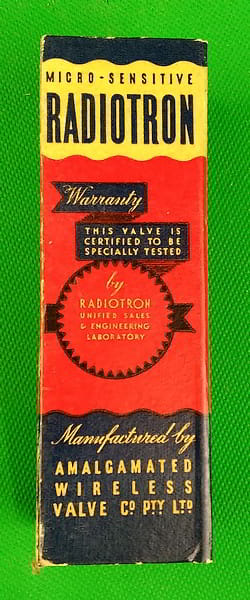 MICRO-SENSITIVE
RADIOTRON
Warranty
THIS VALVE IS
CERTIFIED TO BE
SPECIALLY TESTED
by
RADIOTRON
UNIFIED SALES
& ENGINEERING
LABORATORY
Manufactured by
AMALGAMATED
WIRELESS
VALVE CO PTY LTD